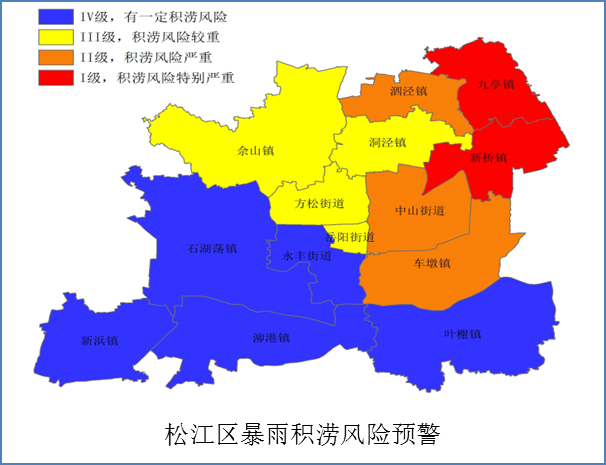 IV级，有一定积涝风险
III级，积涝风险较重
II级，积涝风险严重
I级，积涝风险特别严重
九亭镇
泗泾镇
佘山镇
洞泾镇
新桥镇
方松街道
中山街道
岳阳街道
石湖荡镇
永丰街道
车墩镇
新浜镇
泖港镇
叶榭镇
松江区暴雨积涝风险预警